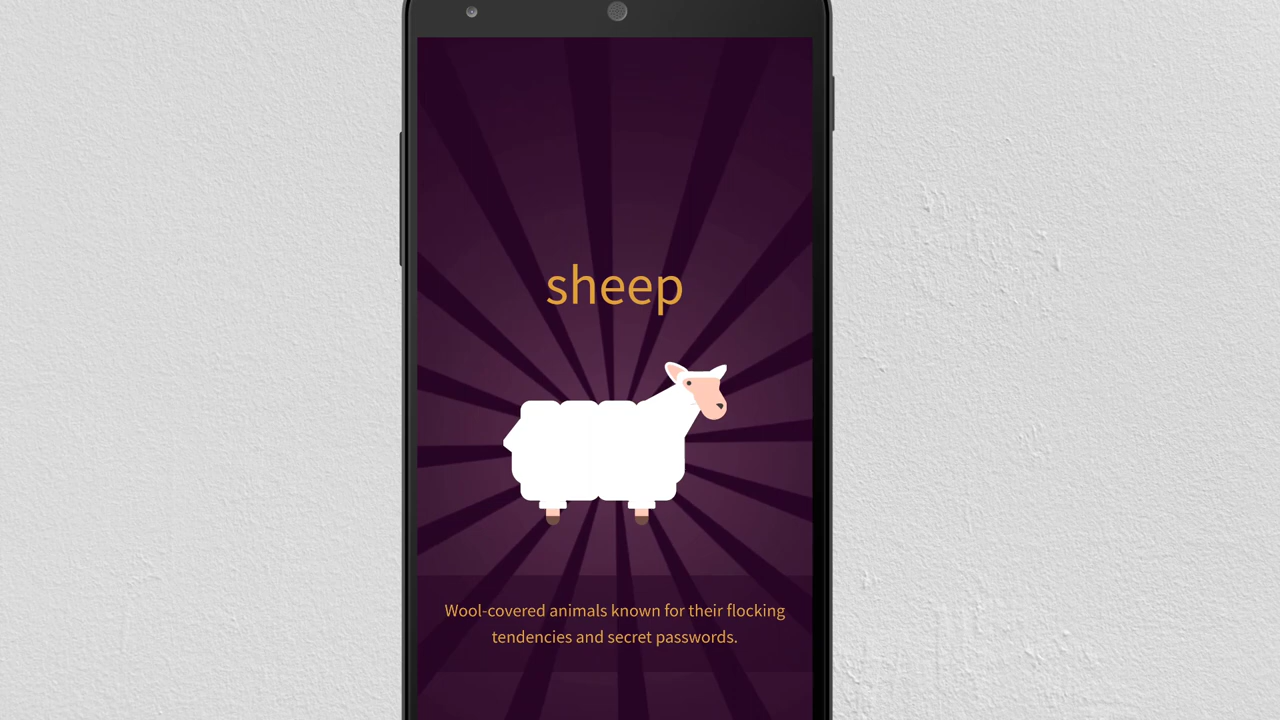 sheep
Wool-covered animals known for their flocking
tendencies and secret passwords.